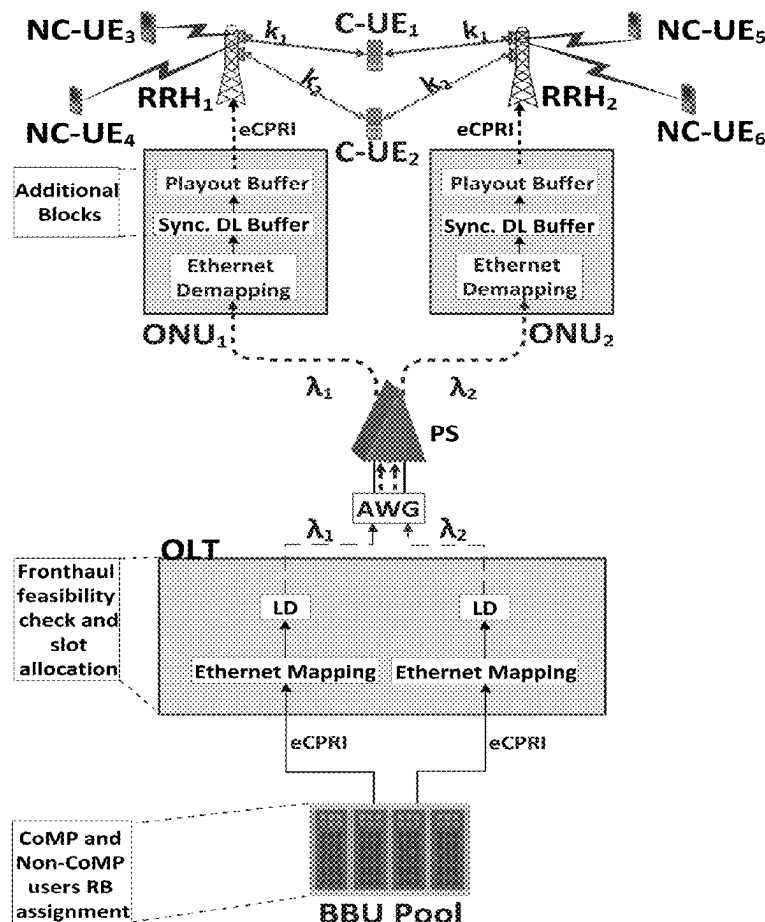 NC-UE₃
k₁
C-UE₁
k₁
NC-UE₅
RRH₁
k₂
k₂
RRH₂
NC-UE₄
C-UE₂
NC-UE₆
eCPRI
eCPRI
Additional
Blocks
Playout Buffer
Sync. DL Buffer
Ethernet
Demapping
Playout Buffer
Sync. DL Buffer
Ethernet
Demapping
ONU₁
ONU₂
λ₁
λ₂
PS
AWG
λ₁
λ₂
OLT
Fronthaul
feasibility
check and
slot
allocation
LD
LD
Ethernet Mapping
Ethernet Mapping
eCPRI
eCPRI
CoMP and
Non-CoMP
users RB
assignment
BBU Pool